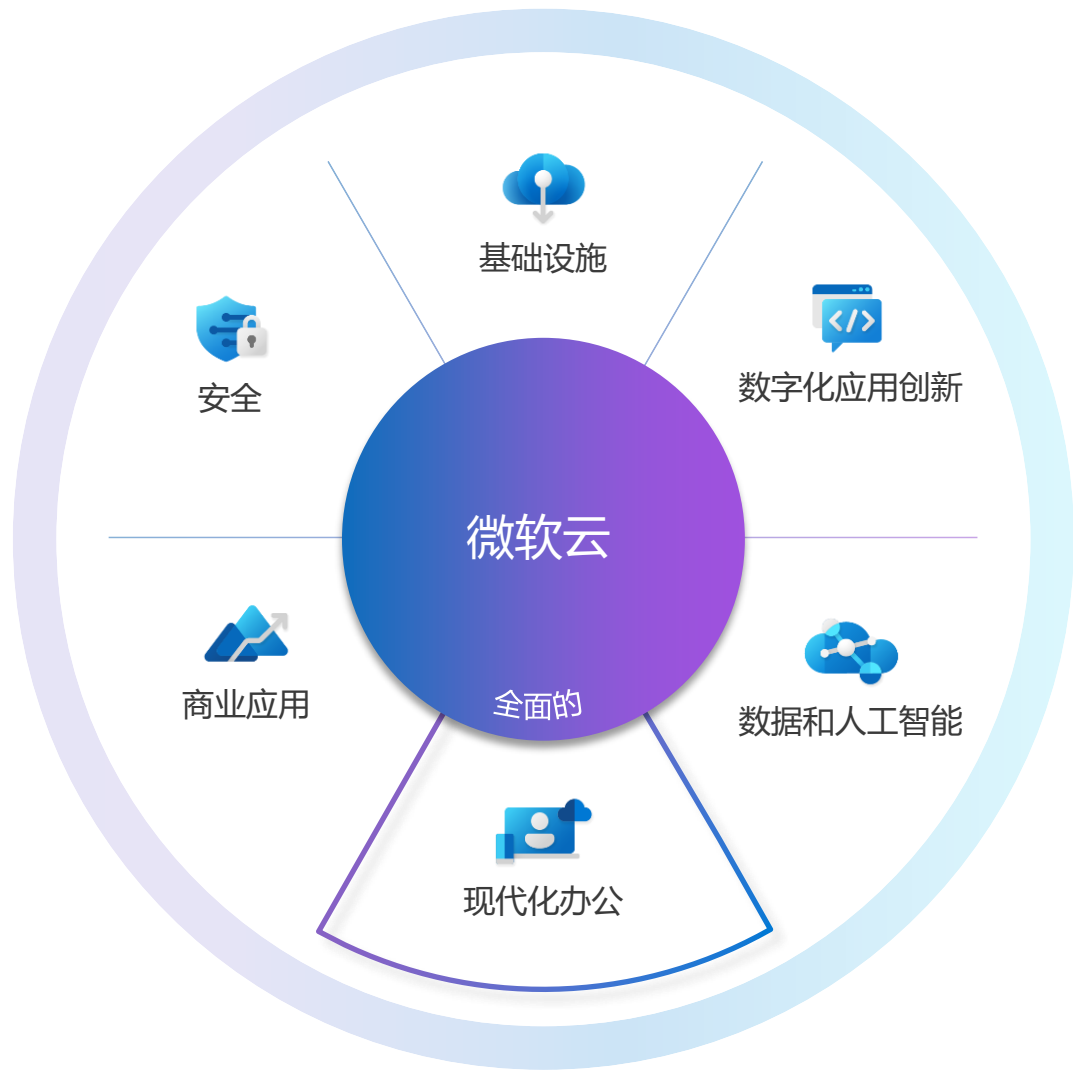 基础设施
安全
数字化应用创新
微软云
全面的
商业应用
数据和人工智能
现代化办公